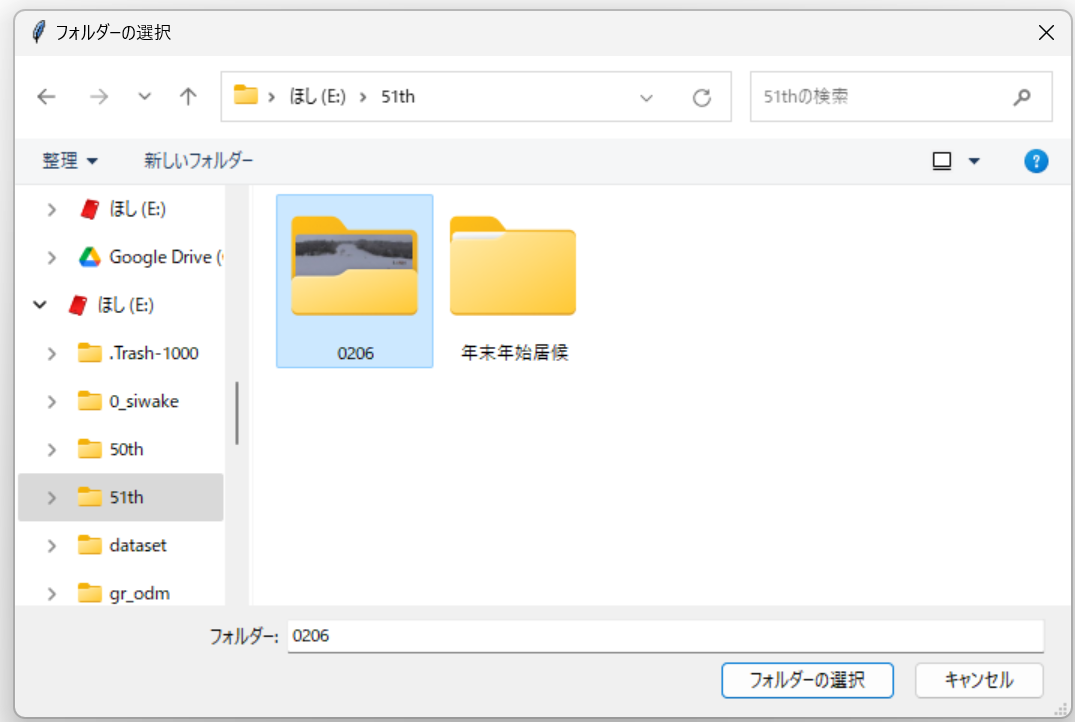 フォルダーの選択
ほし (E:) 51th
51thの検索
整理 新しいフォルダー
ほし (E:)
Google Drive (
ほし (E:)
.Trash-1000
0_siwake
50th
51th
dataset
gr_odm
0206
年末年始居候
フォルダー: 0206
フォルダーの選択 キャンセル